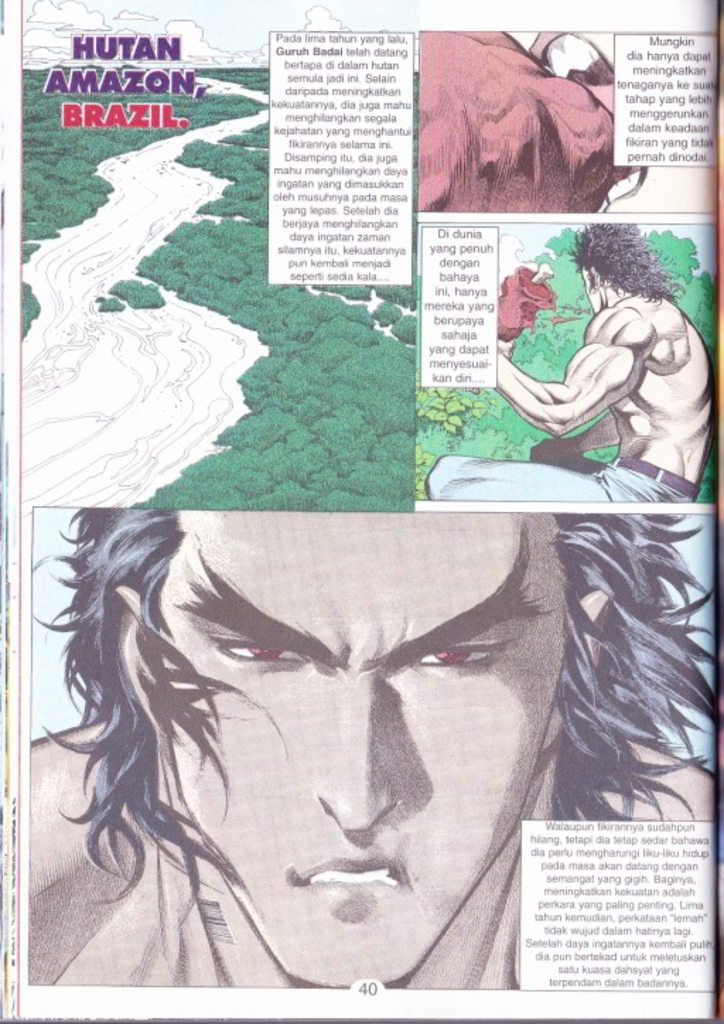 HUTAN
AMAZON,
BRAZIL.
Pada lima tahun yang lalu,
Guruh Badai telah datang
bertapa di dalam hutan
semula jadi ini. Selain
daripada meningkatkan
kekuatannya, dia juga mahu
menghilangkan segala
kejahatan yang menghantui
fikirannya selama ini.
Disamping itu, dia juga
mahu menghilangkan daya
ingatan yang dimasukkan
oleh musuhnya pada masa
yang lepas. Setelah dia
berjaya menghilangkan
daya ingatan zaman
silamnya itu, kekuatannya
pun kembali menjadi
seperti sedia kala....
Mungkin
dia hanya dapat
meningkatkan
tenaganya ke
tahap yang lebih
menggerunkan
dalam keadaan
fikiran yang
pernah dinodai.
Di dunia
yang penuh
dengan
bahaya
ini, hanya
mereka yang
berupaya
sahaja
yang dapat
menyesuai-
kan diri....
Walaupun fikirannya sudahpun
hilang, tetapi dia tetap sedar bahawa
dia perlu mengharungi liku-liku hidup
pada masa akan datang dengan
semangat yang gigih. Baginya,
meningkatkan kekuatan adalah
perkara yang paling penting. Lima
tahun kemudian, perkataan "lemah"
tidak wujud dalam hatinya lagi.
Setelah daya ingatannya kembali pulih,
dia pun bertekad untuk meletuskan
satu kuasa dahsyat yang
terpendam dalam badannya.
40